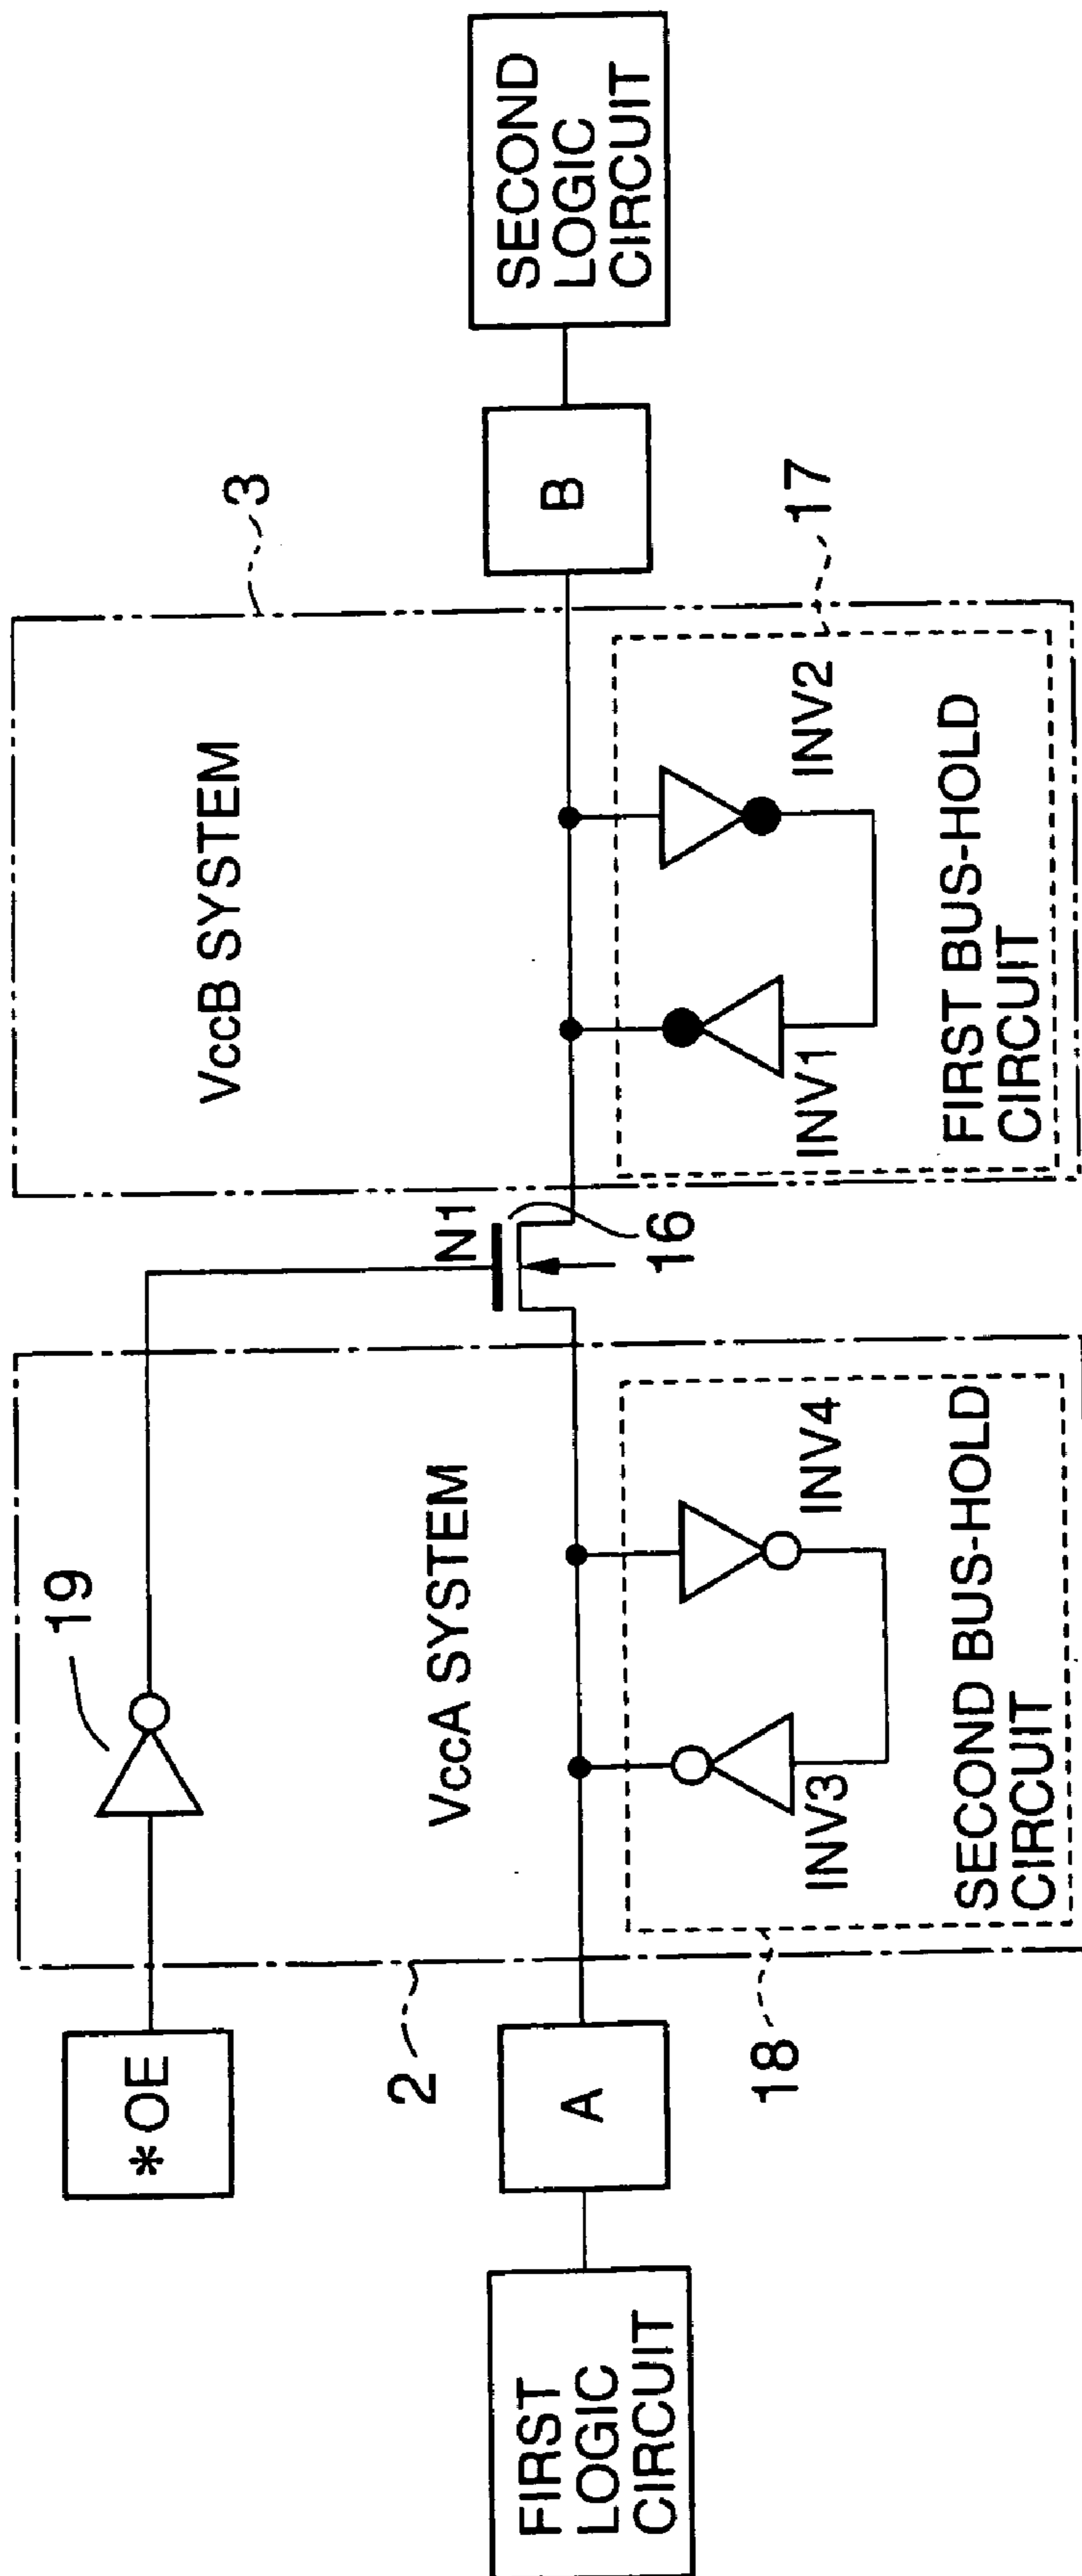 *OE
19
N1
16
VccA SYSTEM
VccB SYSTEM
3
2
FIRST
LOGIC
CIRCUIT
A
B
SECOND
LOGIC
CIRCUIT
INV3
INV4
SECOND BUS-HOLD
CIRCUIT
18
INV1
INV2
FIRST BUS-HOLD
CIRCUIT
17